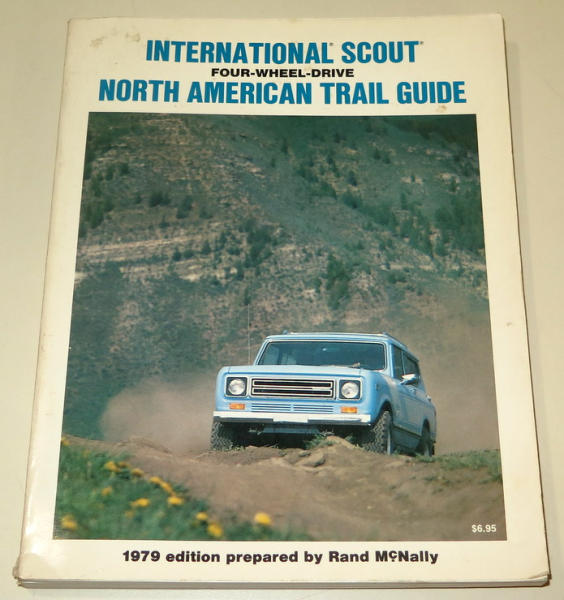 INTERNATIONAL® SCOUT®
FOUR-WHEEL-DRIVE
NORTH AMERICAN TRAIL GUIDE
$6.95
1979 edition prepared by Rand McNally